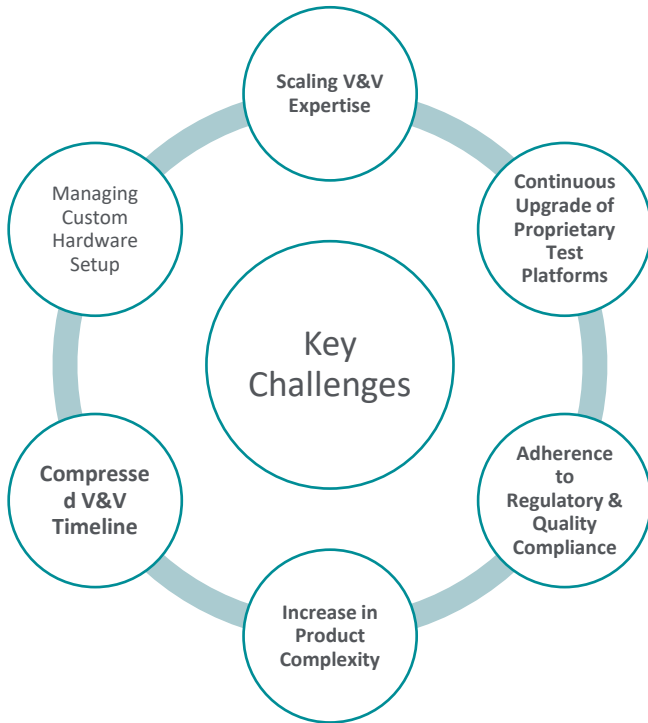 Scaling V&V
Expertise
Continuous
Upgrade of
Proprietary
Test
Platforms
Adherence
to
Regulatory &
Quality
Compliance
Increase in
Product
Complexity
Compresse
d V&V
Timeline
Managing
Custom
Hardware
Setup
Key
Challenges